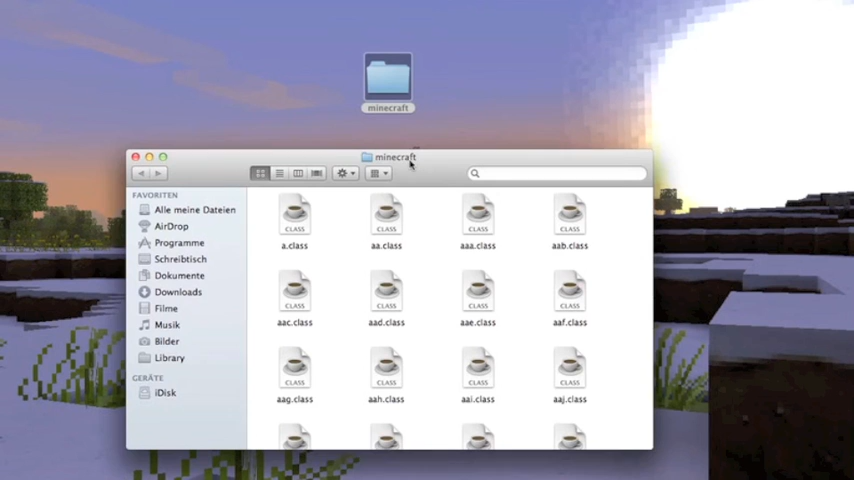 minecraft
minecraft
FAVORITEN
Alle meine Dateien
AirDrop
Programme
Schreibtisch
Dokumente
Downloads
Filme
Musik
Bilder
Library
GERÄTE
iDisk
CLASS CLASS CLASS CLASS
a.class aa.class aaa.class aab.class
CLASS CLASS CLASS CLASS
aac.class aad.class aae.class aaf.class
CLASS CLASS CLASS CLASS
aag.class aah.class aai.class aaj.class